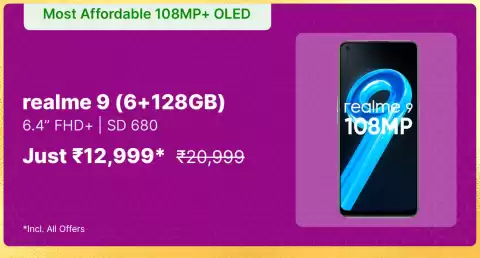 Most Affordable 108MP+ OLED
realme 9 (6+128GB)
6.4” FHD+ | SD 680
Just ₹12,999* ₹20,999
*Incl. All Offers
realme 9
108MP